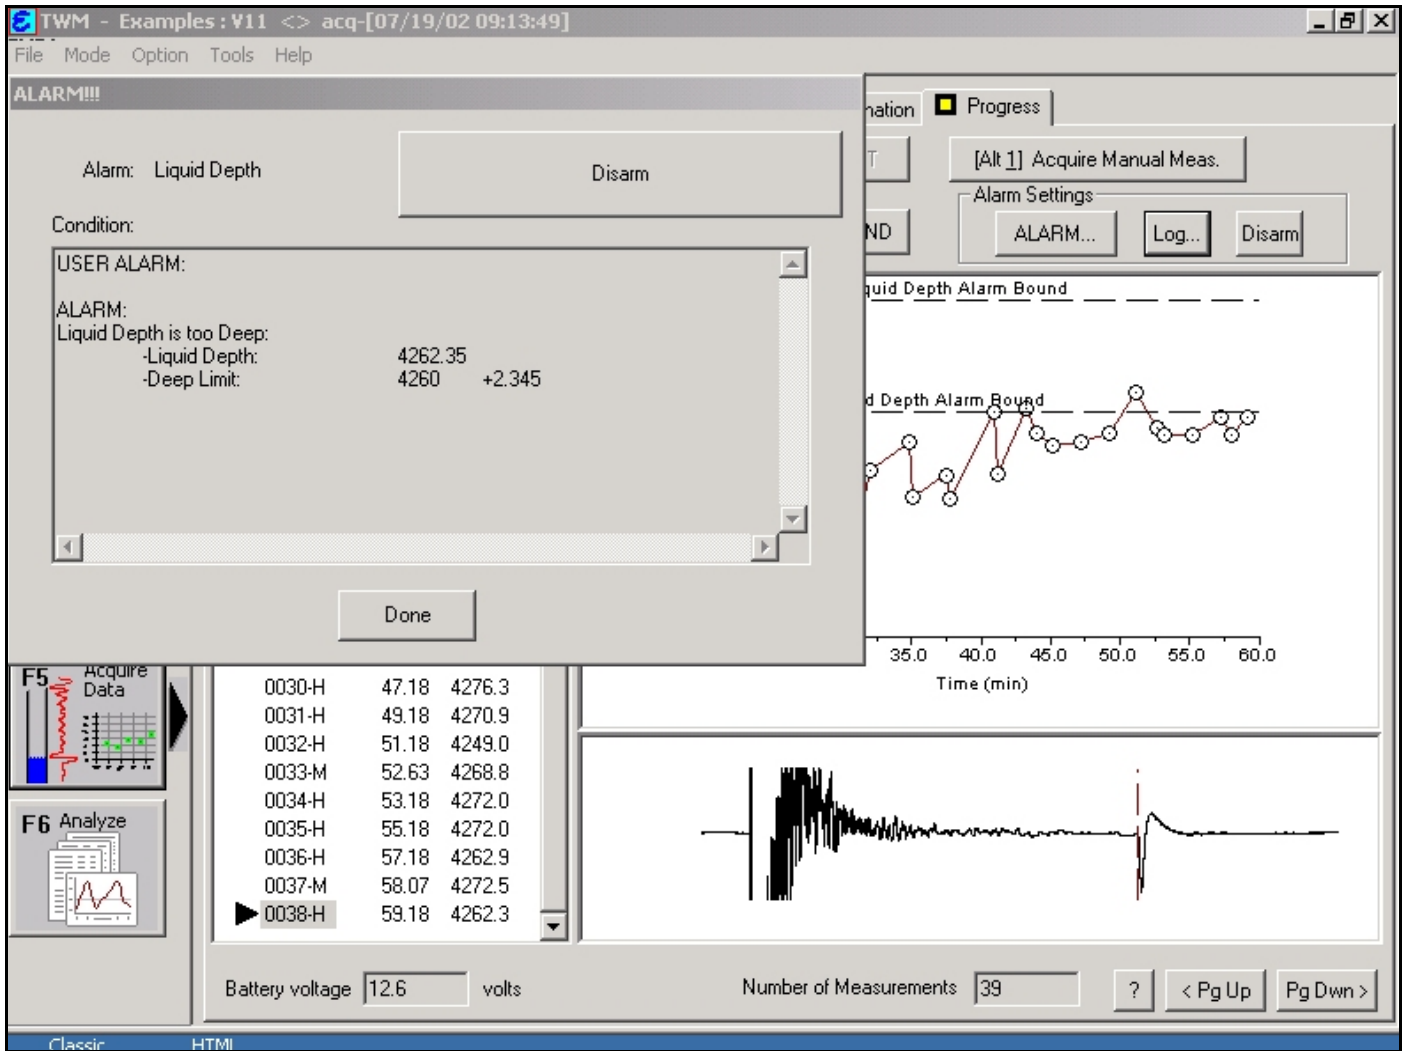 TWM - Examples: V11 <> acq-[07/19/02 09:13:49]
File Mode Option Tools Help
ALARM!!!
Alarm: Liquid Depth
Disarm
Condition:
USER ALARM:
ALARM:
Liquid Depth is too Deep:
-Liquid Depth: 4262.35
-Deep Limit: 4260 +2.345
Done
mation
Progress
T
[Alt 1] Acquire Manual Meas.
Alarm Settings
ND
ALARM...
Log...
Disarm
quid Depth Alarm Bound
d Depth Alarm Bound
35.0 40.0 45.0 50.0 55.0 60.0
Time (min)
F5 Acquire
Data
F6 Analyze
0030-H 47.18 4276.3
0031-H 49.18 4270.9
0032-H 51.18 4249.0
0033-M 52.63 4268.8
0034-H 53.18 4272.0
0035-H 55.18 4272.0
0036-H 57.18 4262.9
0037-M 58.07 4272.5
0038-H 59.18 4262.3
Battery voltage 12.6 volts
Number of Measurements 39
?
< Pg Up
Pg Dwn >
Classic HTML